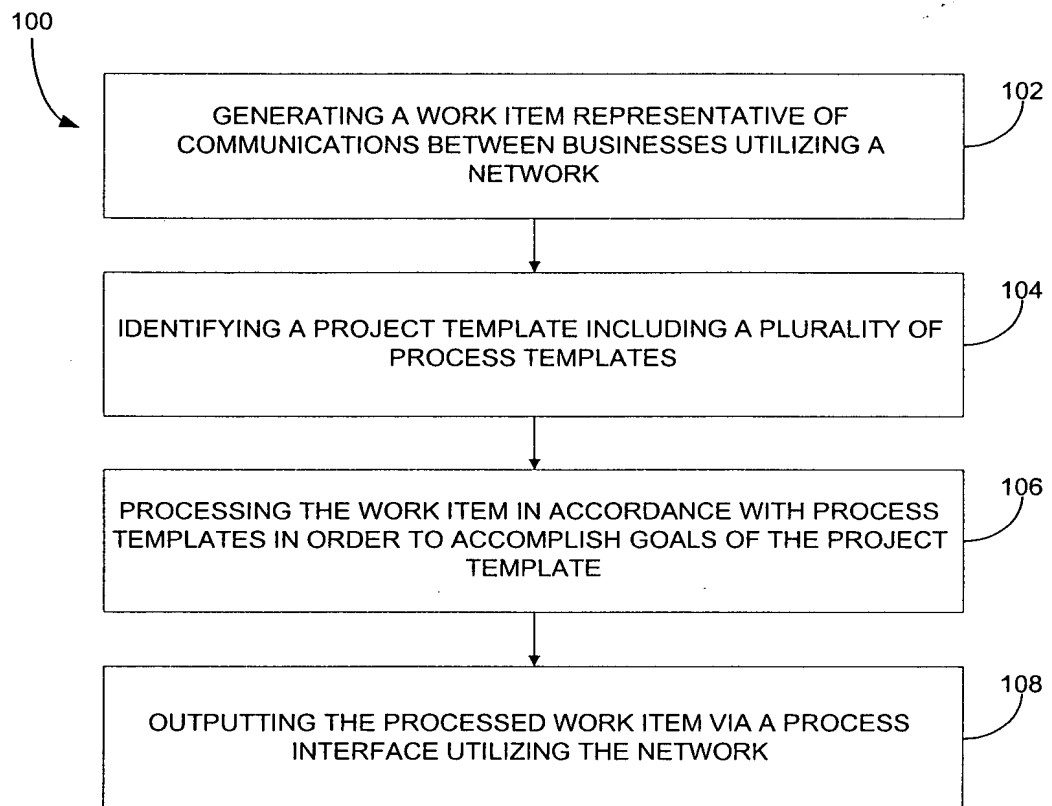 100
102
GENERATING A WORK ITEM REPRESENTATIVE OF
COMMUNICATIONS BETWEEN BUSINESSES UTILIZING A
NETWORK
104
IDENTIFYING A PROJECT TEMPLATE INCLUDING A PLURALITY OF
PROCESS TEMPLATES
106
PROCESSING THE WORK ITEM IN ACCORDANCE WITH PROCESS
TEMPLATES IN ORDER TO ACCOMPLISH GOALS OF THE PROJECT
TEMPLATE
108
OUTPUTTING THE PROCESSED WORK ITEM VIA A PROCESS
INTERFACE UTILIZING THE NETWORK